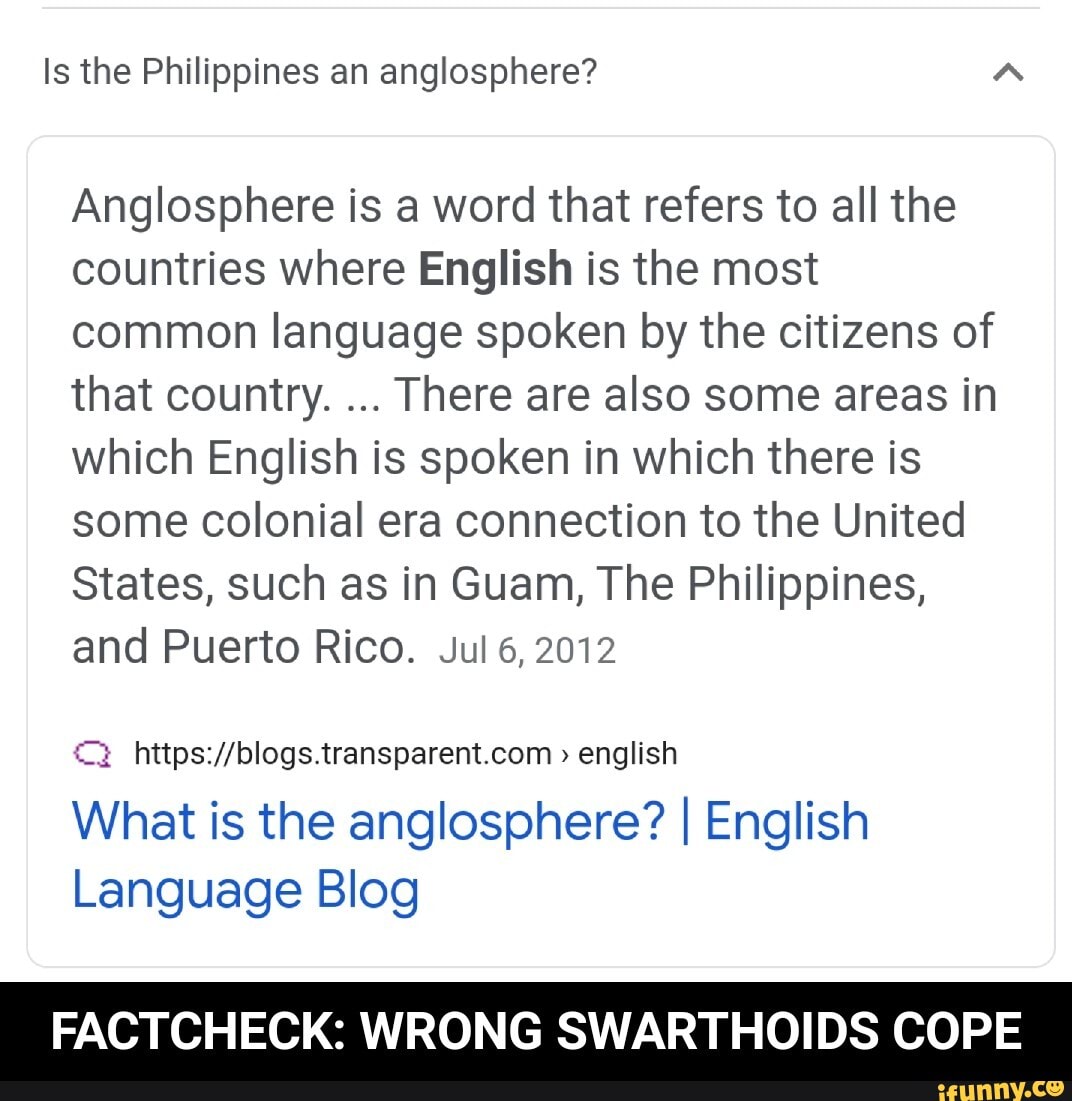 Is the Philippines an anglosphere?
Anglosphere is a word that refers to all the
countries where English is the most
common language spoken by the citizens of
that country. ... There are also some areas in
which English is spoken in which there is
some colonial era connection to the United
States, such as in Guam, The Philippines,
and Puerto Rico. Jul 6, 2012
https://blogs.transparent.com › english
What is the anglosphere? | English
Language Blog
FACTCHECK: WRONG SWARTHOIDS COPE
ifunny.co